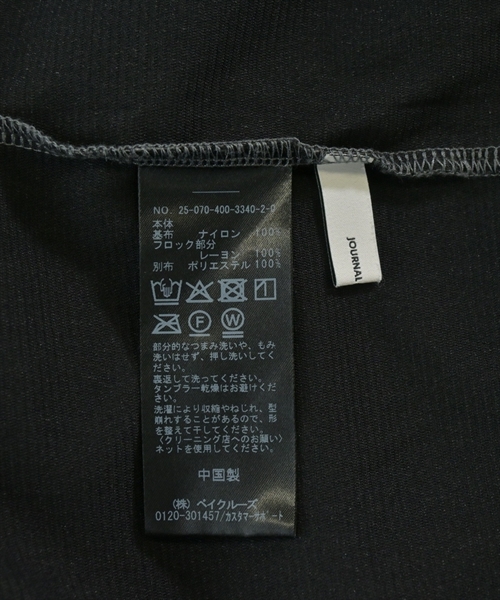 NO. 25-070-400-3340-2-0
本体
基布 ナイロン 100%
フロック部分
レーヨン 100%
別布 ポリエステル 100%
部分的なつまみ洗いや、もみ
洗いはせず、押し洗いしてく
ださい。
裏返して洗ってください。
タンブラー乾燥はお避けくだ
さい。
洗濯により収縮やねじれ、型
崩れすることがあるので、形
を整えて干してください。
〈クリーニング店へのお願い〉
ネットを使用してください。
中国製
(株) ベイクルーズ
0120-301457/カスタマーサポート
JOURNAL